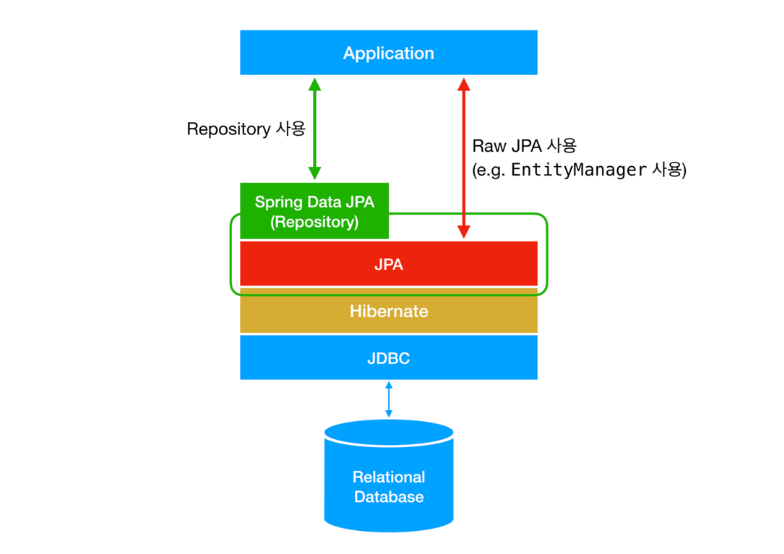 Application
Repository 사용
Raw JPA 사용
(e.g. EntityManager 사용)
Spring Data JPA
(Repository)
JPA
Hibernate
JDBC
Relational
Database